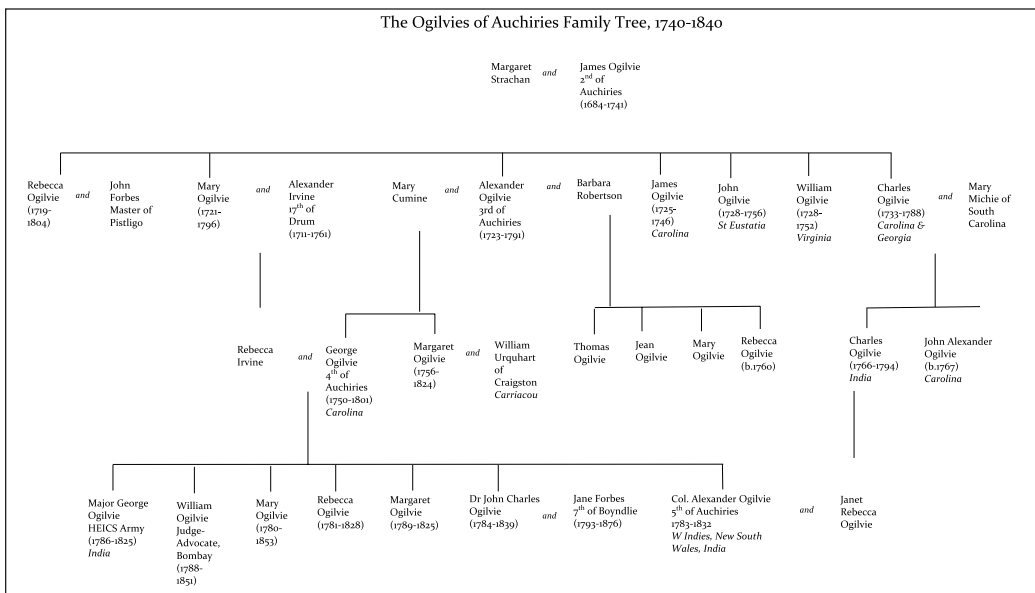 The Ogilvies of Auchiries Family Tree, 1740-1840
Margaret
Strachan
and
James Ogilvie
2nd of
Auchiries
(1684-1741)
Rebecca
Ogilvie
(1719-
1804)
and
John
Forbes
Master of
Pistligo
Mary
Ogilvie
(1721-
1796)
and
Alexander
Irvine
17th of
Drum
(1711-1761)
Mary
Cumine
and
Alexander
Ogilvie
3rd of
Auchiries
(1723-1791)
and
Barbara
Robertson
James
Ogilvie
(1725-
1746)
Carolina
John
Ogilvie
(1728-1756)
St Eustatia
William
Ogilvie
(1728-
1752)
Virginia
Charles
Ogilvie
(1733-1788)
Carolina &
Georgia
and
Mary
Michie of
South
Carolina
Rebecca
Irvine
and
George
Ogilvie
4th of
Auchiries
(1750-1801)
Carolina
Margaret
Ogilvie
(1756-
1824)
and
William
Urquhart
of
Craigston
Carriacou
Thomas
Ogilvie
Jean
Ogilvie
Mary
Ogilvie
Rebecca
Ogilvie
(b.1760)
Charles
Ogilvie
(1766-1794)
India
John Alexander
Ogilvie
(b.1767)
Carolina
Major George
Ogilvie
HEICS Army
(1786-1825)
India
William
Ogilvie
Judge-
Advocate,
Bombay
(1788-
1851)
Mary
Ogilvie
(1780-
1853)
Rebecca
Ogilvie
(1781-1828)
Margaret
Ogilvie
(1789-1825)
Dr John Charles
Ogilvie
(1784-1839)
and
Jane Forbes
7th of Boyndlie
(1793-1876)
Col. Alexander Ogilvie
5th of Auchiries
1783-1832
W Indies, New South
Wales, India
and
Janet
Rebecca
Ogilvie